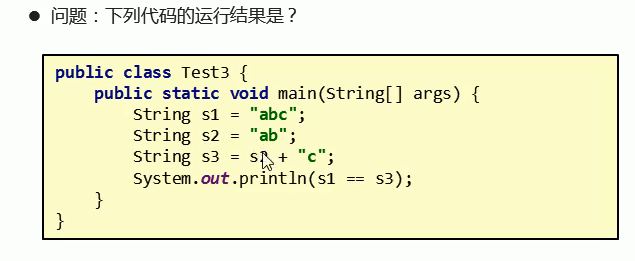 ● 问题：下列代码的运行结果是？
public class Test3 {
public static void main(String[] args) {
String s1 = "abc";
String s2 = "ab";
String s3 = s2 + "c";
System.out.println(s1 == s3);
}
}